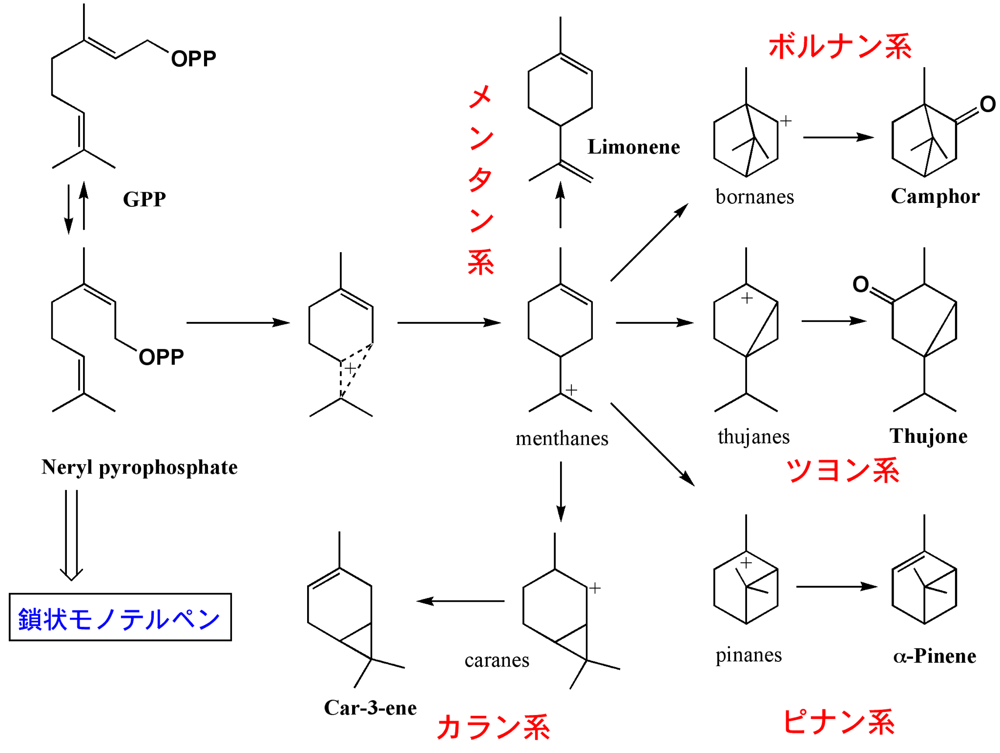 OPP
GPP
OPP
Neryl pyrophosphate
鎖状モノテルペン
+
メンタン系
Limonene
+
menthanes
ボルナン系
+
bornanes
O
Camphor
+
thujanes
O
Thujone
ツヨン系
+
pinanes
α-Pinene
ピナン系
+
caranes
Car-3-ene
カラン系